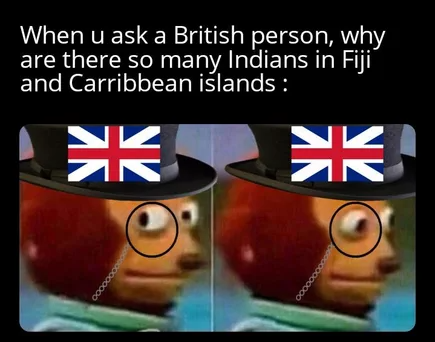 When u ask a British person, why
are there so many Indians in Fiji
and Carribbean islands :